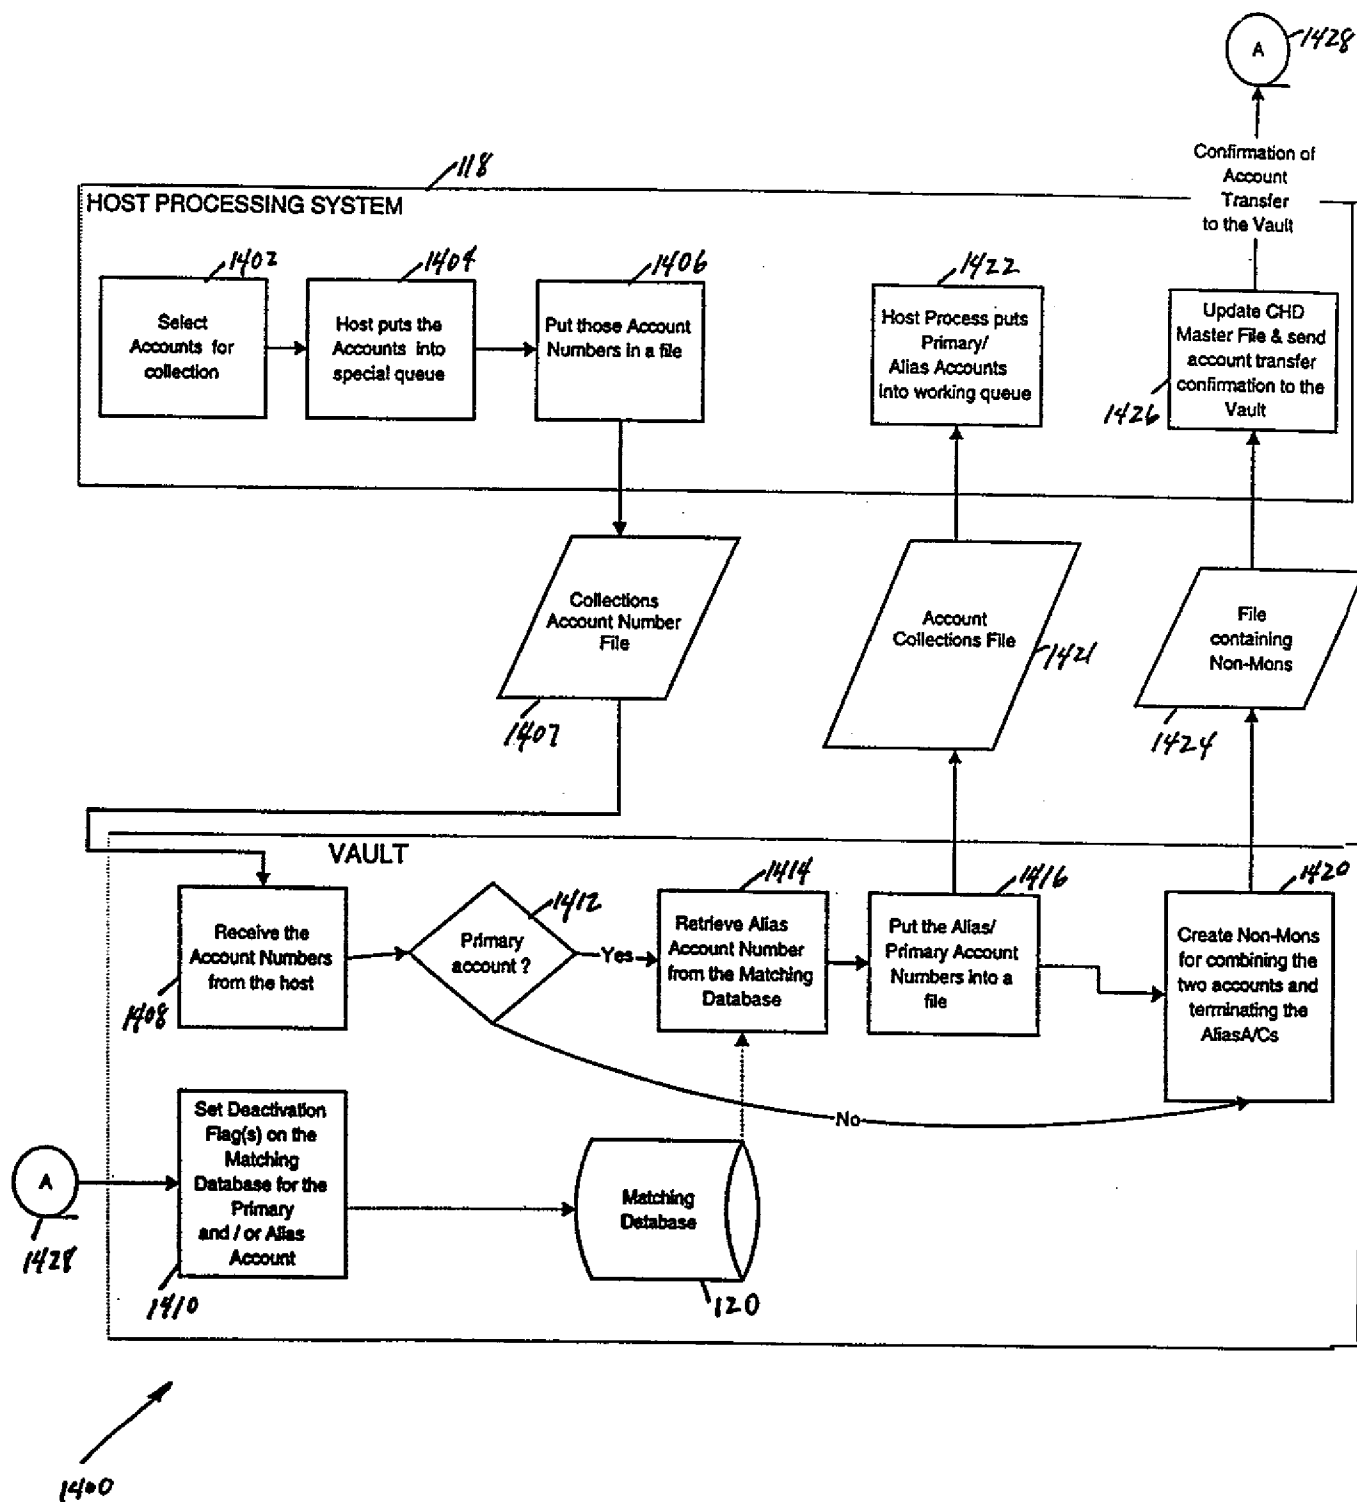 A
1428
Confirmation of
Account
Transfer
to the Vault
118
HOST PROCESSING SYSTEM
1402
Select
Accounts for
collection
1404
Host puts the
Accounts into
special queue
1406
Put those Account
Numbers in a file
1422
Host Process puts
Primary/
Alias Accounts
into working queue
Update CHD
Master File & send
account transfer
confirmation to the
Vault
1426
Collections
Account Number
File
1407
Account
Collections File
1421
File
containing
Non-Mons
1424
VAULT
Receive the
Account Numbers
from the host
1408
1412
Primary
account ?
Yes
No
1414
Retrieve Alias
Account Number
from the Matching
Database
1416
Put the Alias/
Primary Account
Numbers into a
file
1420
Create Non-Mons
for combining the
two accounts and
terminating the
AliasA/Cs
A
1428
Set Deactivation
Flag(s) on the
Matching
Database for the
Primary
and / or Alias
Account
1410
Matching
Database
120
1400